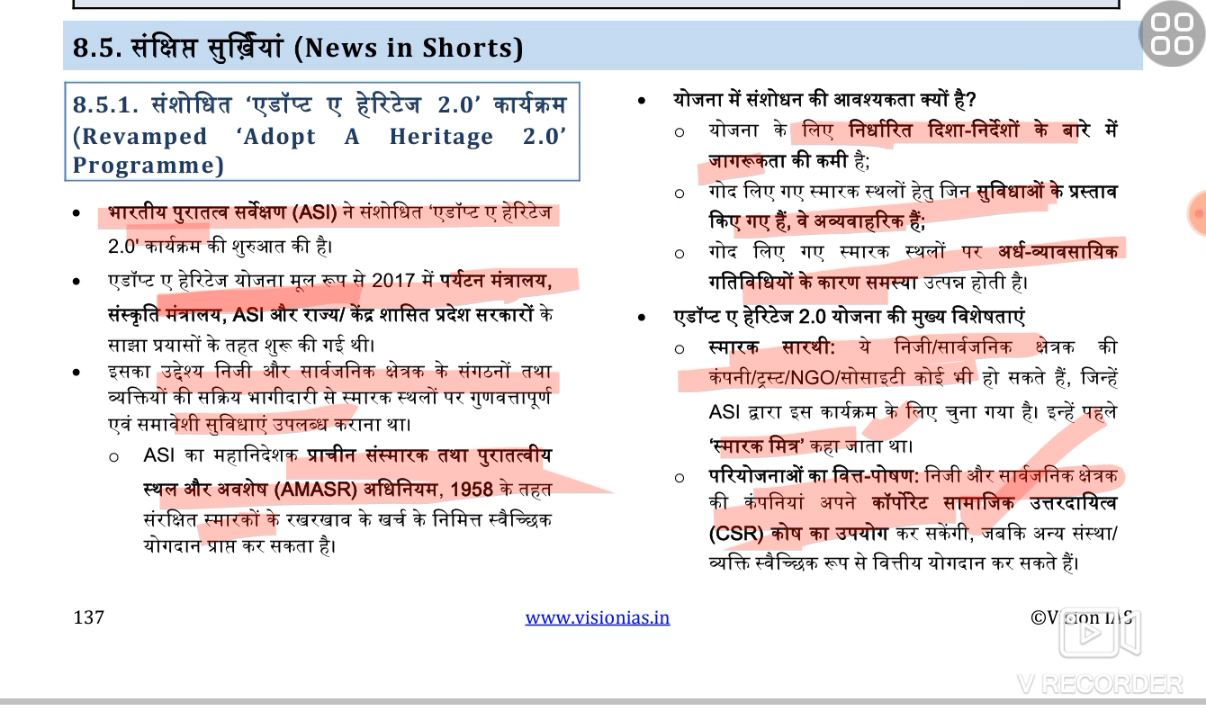 8.5. संक्षिप्त सुर्ख़ियां (News in Shorts)
8.5.1. संशोधित ‘एडॉप्ट ए हेरिटेज 2.0’ कार्यक्रम
(Revamped ‘Adopt A Heritage 2.0’
Programme)
• भारतीय पुरातत्व सर्वेक्षण (ASI) ने संशोधित 'एडॉप्ट ए हेरिटेज
2.0' कार्यक्रम की शुरुआत की है।
• एडॉप्ट ए हेरिटेज योजना मूल रूप से 2017 में पर्यटन मंत्रालय,
संस्कृति मंत्रालय, ASI और राज्य/ केंद्र शासित प्रदेश सरकारों के
साझा प्रयासों के तहत शुरू की गई थी।
• इसका उद्देश्य निजी और सार्वजनिक क्षेत्रक के संगठनों तथा
व्यक्तियों की सक्रिय भागीदारी से स्मारक स्थलों पर गुणवत्तापूर्ण
एवं समावेशी सुविधाएं उपलब्ध कराना था।
o ASI का महानिदेशक प्राचीन संस्मारक तथा पुरातत्वीय
स्थल और अवशेष (AMASR) अधिनियम, 1958 के तहत
संरक्षित स्मारकों के रखरखाव के खर्च के निमित्त स्वैच्छिक
योगदान प्राप्त कर सकता है।
• योजना में संशोधन की आवश्यकता क्यों है?
o योजना के लिए निर्धारित दिशा-निर्देशों के बारे में
जागरूकता की कमी है;
o गोद लिए गए स्मारक स्थलों हेतु जिन सुविधाओं के प्रस्ताव
किए गए हैं, वे अव्यवाहरिक हैं;
o गोद लिए गए स्मारक स्थलों पर अर्ध-व्यावसायिक
गतिविधियों के कारण समस्या उत्पन्न होती है।
• एडॉप्ट ए हेरिटेज 2.0 योजना की मुख्य विशेषताएं
o स्मारक सारथी: ये निजी/सार्वजनिक क्षेत्रक की
कंपनी/ट्रस्ट/NGO/सोसाइटी कोई भी हो सकते हैं, जिन्हें
ASI द्वारा इस कार्यक्रम के लिए चुना गया है। इन्हें पहले
‘स्मारक मित्र’ कहा जाता था।
o परियोजनाओं का वित्त-पोषण: निजी और सार्वजनिक क्षेत्रक
की कंपनियां अपने कॉर्पोरेट सामाजिक उत्तरदायित्व
(CSR) कोष का उपयोग कर सकेंगी, जबकि अन्य संस्था/
व्यक्ति स्वैच्छिक रूप से वित्तीय योगदान कर सकते हैं।
137 www.visionias.in ©Vision IAS
V RECORDER